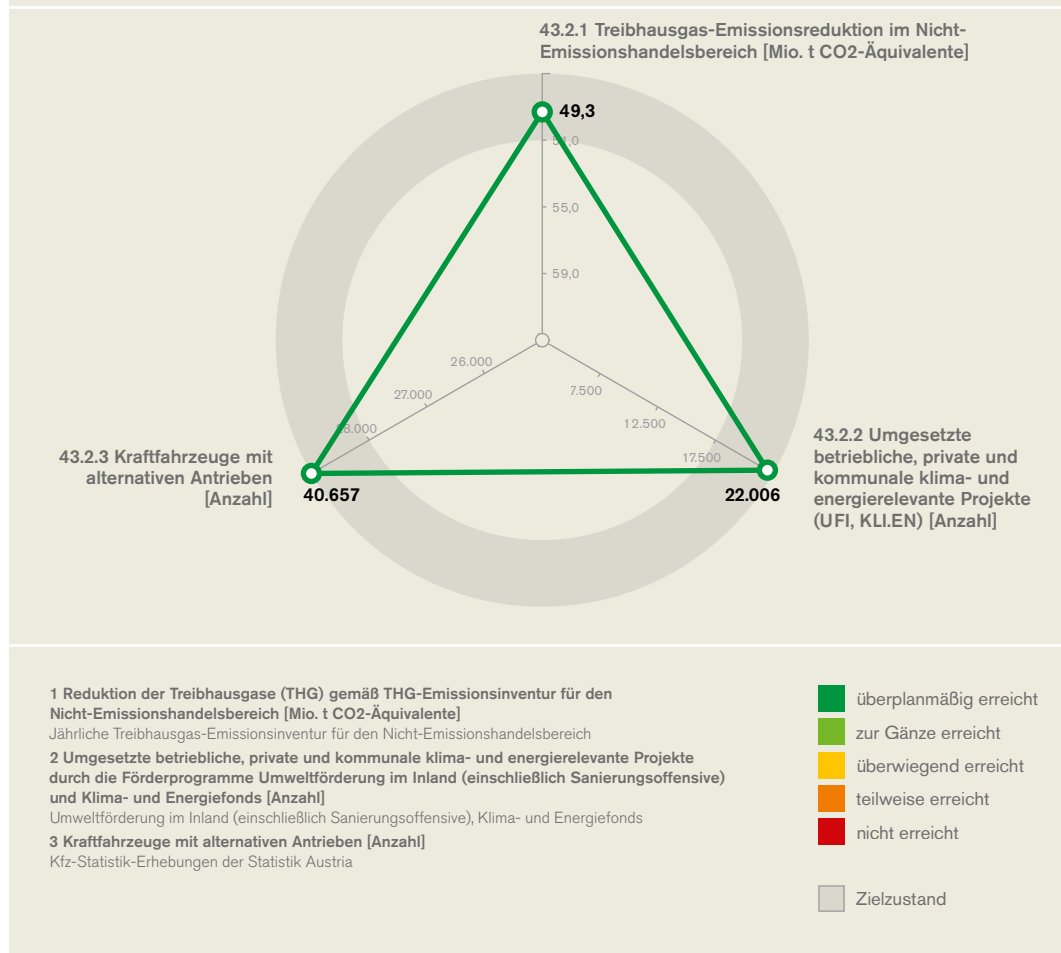 43.2.1 Treibhausgas-Emissionsreduktion im Nicht-
Emissionshandelsbereich [Mio. t CO2-Äquivalente]
49,3
51,0
55,0
59,0
26.000
27.000
28.000
7.500
12.500
17.500
43.2.3 Kraftfahrzeuge mit
alternativen Antrieben
[Anzahl]
40.657
22.006
43.2.2 Umgesetzte
betriebliche, private und
kommunale klima- und
energierelevante Projekte
(UFI, KLI.EN) [Anzahl]
1 Reduktion der Treibhausgase (THG) gemäß THG-Emissionsinventur für den
Nicht-Emissionshandelsbereich [Mio. t CO2-Äquivalente]
Jährliche Treibhausgas-Emissionsinventur für den Nicht-Emissionshandelsbereich
2 Umgesetzte betriebliche, private und kommunale klima- und energierelevante Projekte
durch die Förderprogramme Umweltförderung im Inland (einschließlich Sanierungsoffensive)
und Klima- und Energiefonds [Anzahl]
Umweltförderung im Inland (einschließlich Sanierungsoffensive), Klima- und Energiefonds
3 Kraftfahrzeuge mit alternativen Antrieben [Anzahl]
Kfz-Statistik-Erhebungen der Statistik Austria
überplanmäßig erreicht
zur Gänze erreicht
überwiegend erreicht
teilweise erreicht
nicht erreicht
Zielzustand